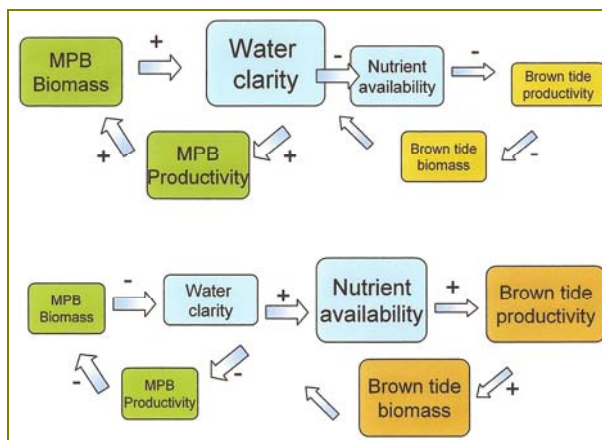 MPB
Biomass
+
Water
clarity
-
Nutrient
availability
-
Brown tide
productivity
+
MPB
Productivity
+
Brown tide
biomass
-
MPB
Biomass
-
Water
clarity
+
Nutrient
availability
+
Brown tide
productivity
-
MPB
Productivity
-
Brown tide
biomass
+